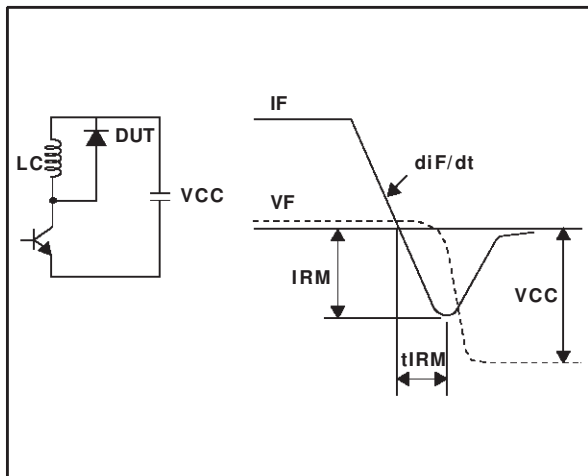 LC
DUT
VCC
IF
diF/dt
VF
IRM
VCC
tIRM